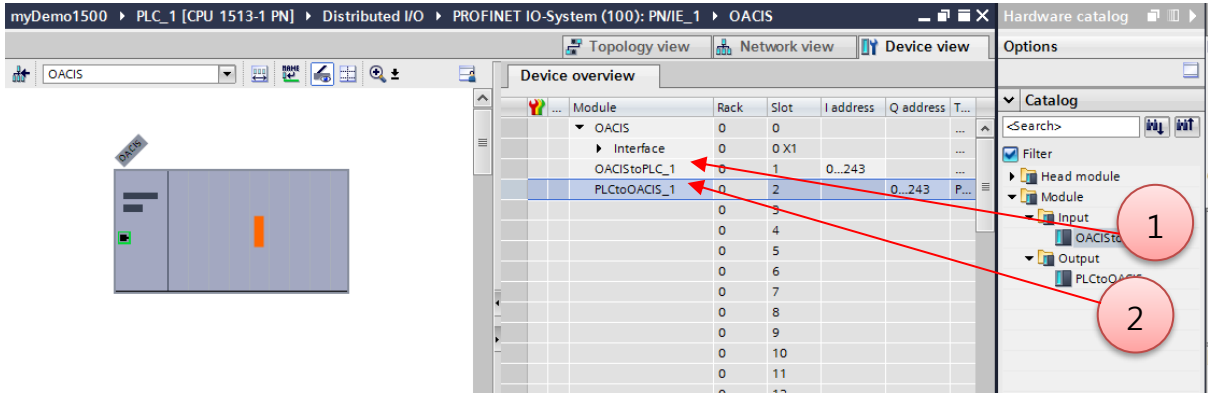 myDemo1500 ▸ PLC_1 [CPU 1513-1 PN] ▸ Distributed I/O ▸ PROFINET IO-System (100): PN/IE_1 ▸ OACIS
Hardware catalog
Topology view Network view Device view
Options
OACIS
Device overview
Catalog
... Module Rack Slot I address Q address T...
<Search>
OACIS 0 0 ...
Filter
Interface 0 0 X1 ...
Head module
OACIStoPLC_1 0 1 0...243 ...
Module
PLCtoOACIS_1 0 2 0...243 P...
Input
0 3
OACISto
0 4
Output
0 5
PLCtoOACIS
0 6
0 7
0 8
0 9
0 10
0 11
OACIS
1
2